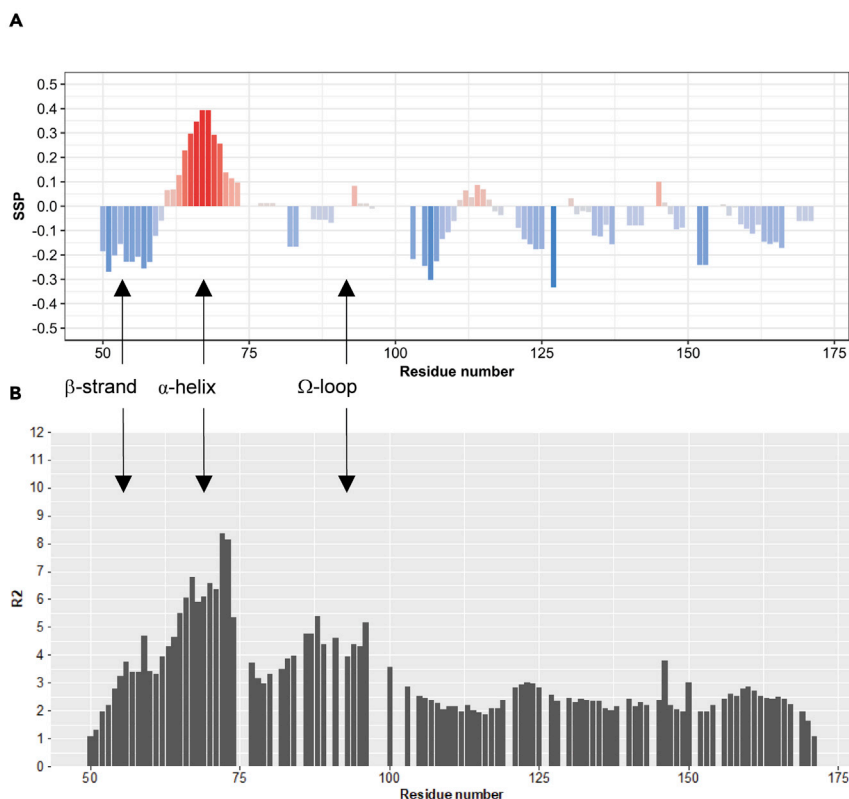 A
0.5
0.4
0.3
0.2
0.1
0.0
-0.1
-0.2
-0.3
-0.4
-0.5
SSP
50 75 100 125 150 175
Residue number
β-strand α-helix Ω-loop
B
12
11
10
9
8
7
6
5
4
3
2
1
0
R2
50 75 100 125 150 175
Residue number